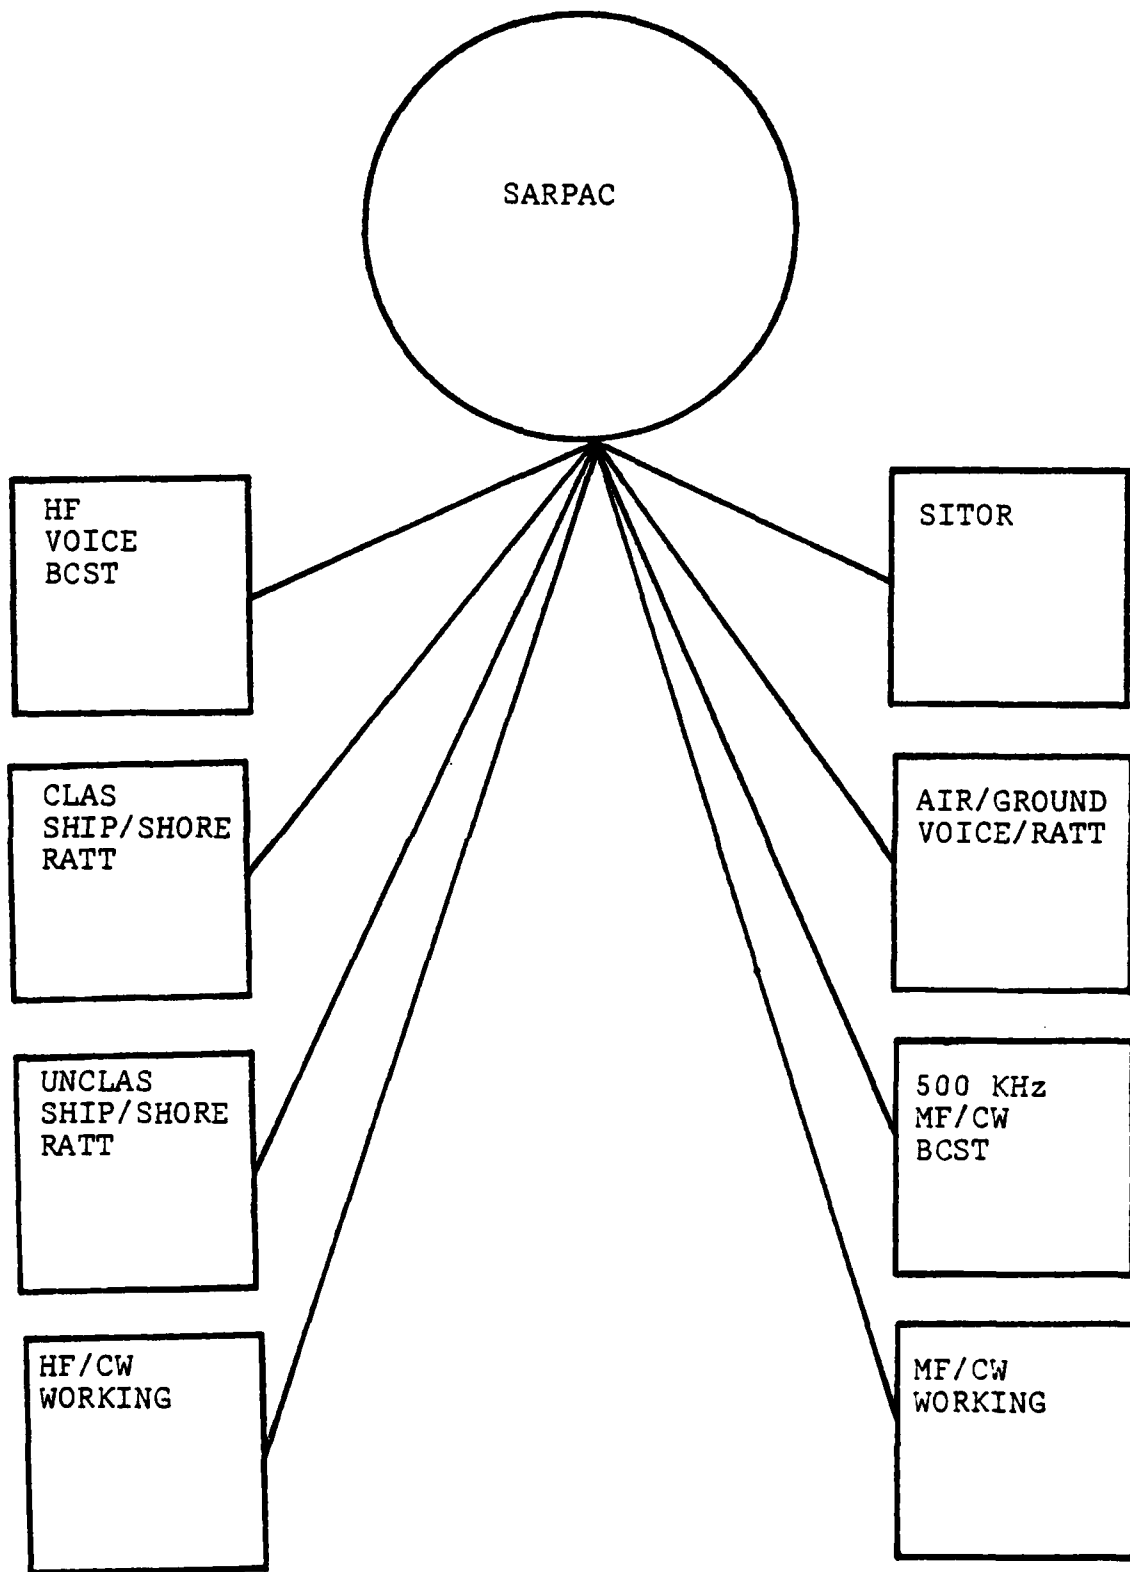 SARPAC
HF
VOICE
BCST
CLAS
SHIP/SHORE
RATT
UNCLAS
SHIP/SHORE
RATT
HF/CW
WORKING
SITOR
AIR/GROUND
VOICE/RATT
500 KHz
MF/CW
BCST
MF/CW
WORKING